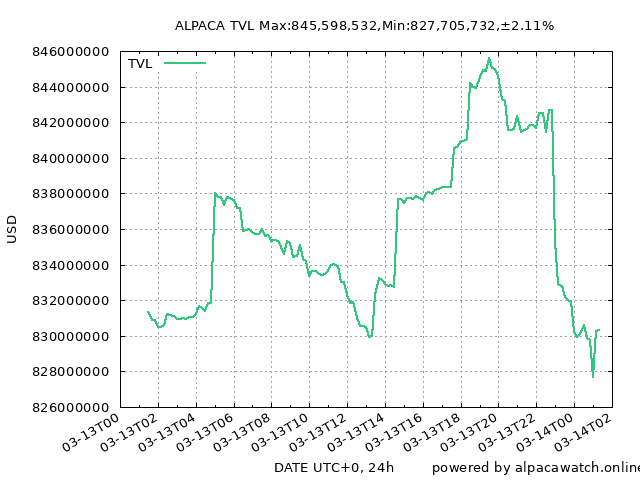 ALPACA TVL Max:845,598,532,Min:827,705,732,±2.11%
846000000
844000000
842000000
840000000
838000000
836000000
834000000
832000000
830000000
828000000
826000000
TVL
USD
03-13T00
03-13T02
03-13T04
03-13T06
03-13T08
03-13T10
03-13T12
03-13T14
03-13T16
03-13T18
03-13T20
03-13T22
03-14T00
03-14T02
DATE UTC+0, 24h
powered by alpacawatch.online